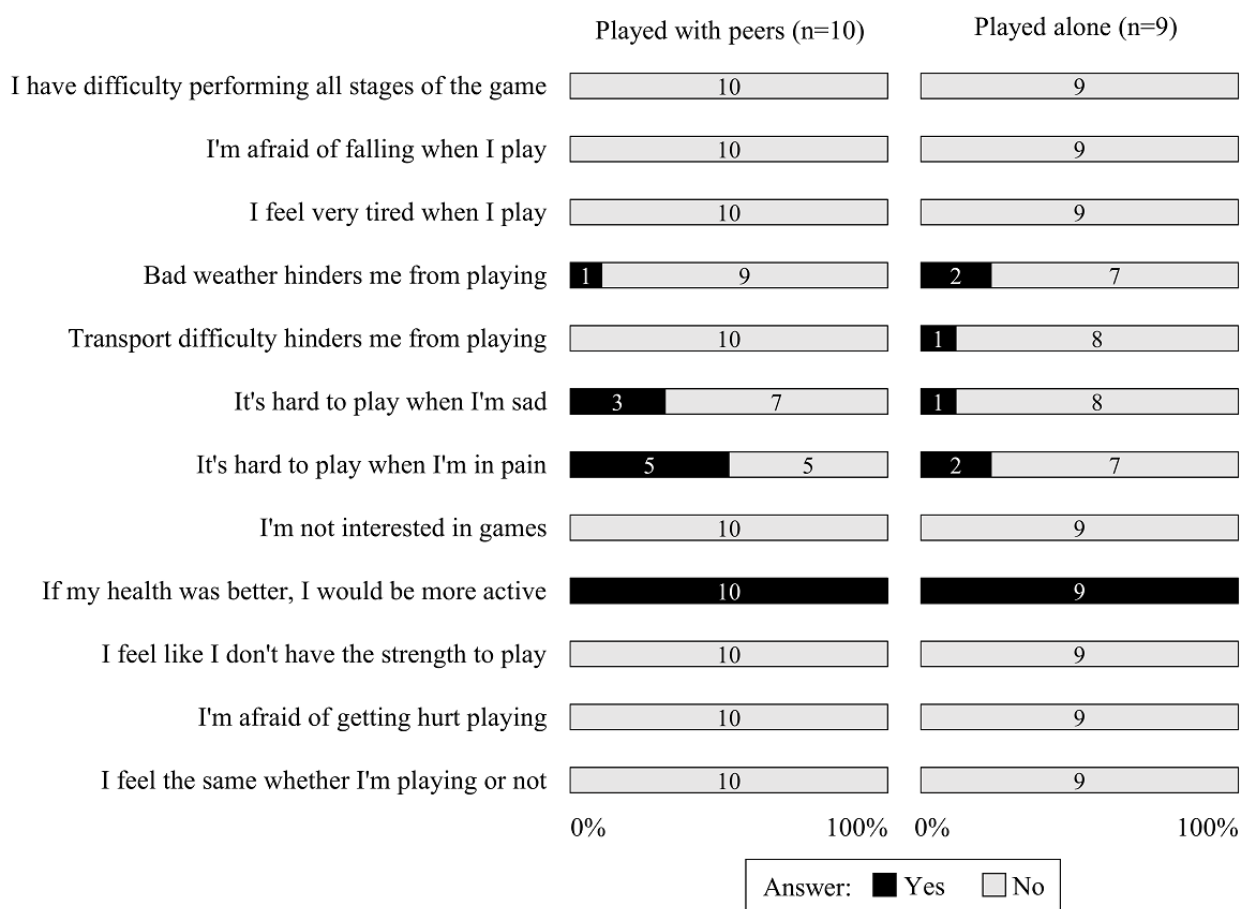 Played with peers (n=10) Played alone (n=9)
I have difficulty performing all stages of the game 10 9
I'm afraid of falling when I play 10 9
I feel very tired when I play 10 9
Bad weather hinders me from playing 1 9 2 7
Transport difficulty hinders me from playing 10 1 8
It's hard to play when I'm sad 3 7 1 8
It's hard to play when I'm in pain 5 5 2 7
I'm not interested in games 10 9
If my health was better, I would be more active 10 9
I feel like I don't have the strength to play 10 9
I'm afraid of getting hurt playing 10 9
I feel the same whether I'm playing or not 10 9
0% 100% 0% 100%
Answer: Yes No